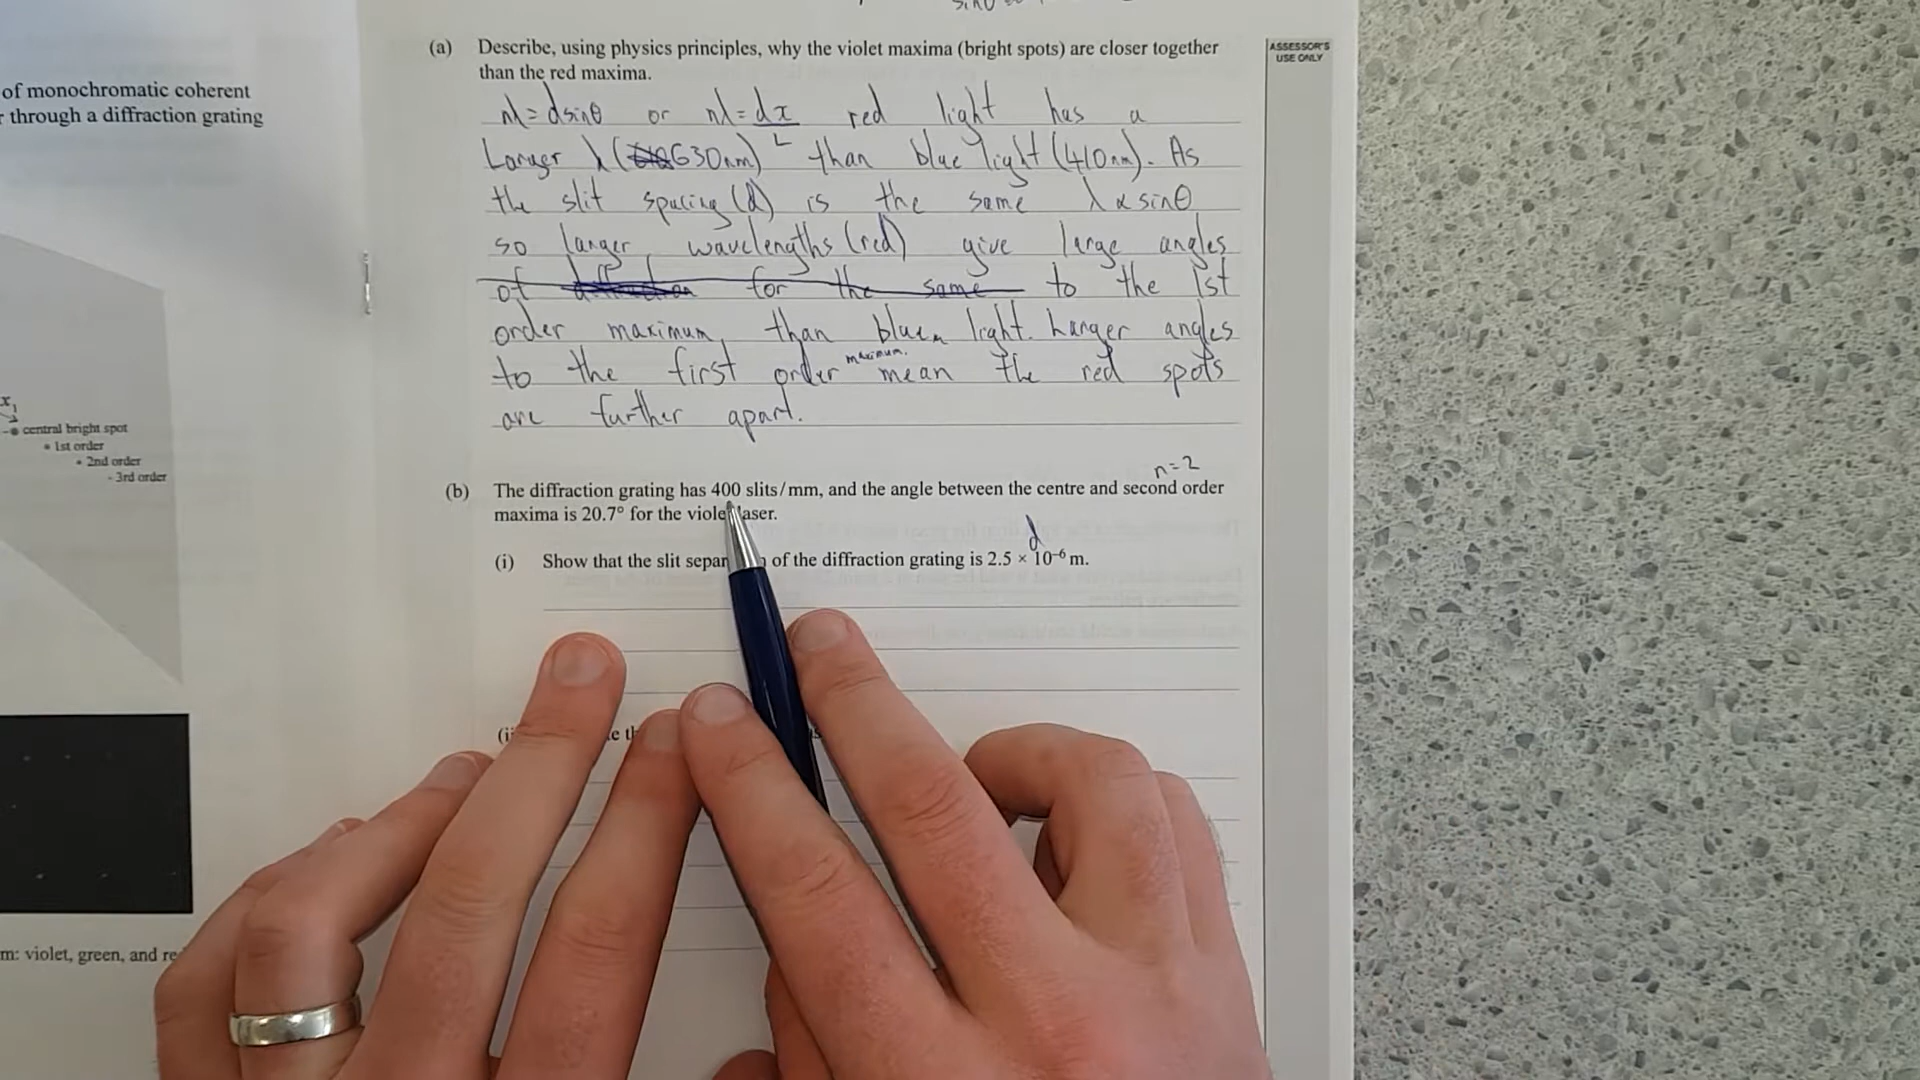 of monochromatic coherent
through a diffraction grating
x₁
central bright spot
1st order
2nd order
3rd order
m: violet, green, and re
(a) Describe, using physics principles, why the violet maxima (bright spots) are closer together
than the red maxima.
ASSESSOR'S
USE ONLY
nλ = dsinθ or nλ = dx/L red light has a
Larger λ (630nm) than blue light (410nm). As
the slit spacing (d) is the same λ ∝ sinθ
so larger wavelengths (red) give large angles
of for the same to the 1st
order maximum, than blue light. Larger angles
to the first order maximum. mean the red spots
are further apart.
n=2
(b) The diffraction grating has 400 slits/mm, and the angle between the centre and second order
maxima is 20.7° for the viole laser.
d
(i) Show that the slit separ of the diffraction grating is 2.5 × 10⁻⁶ m.